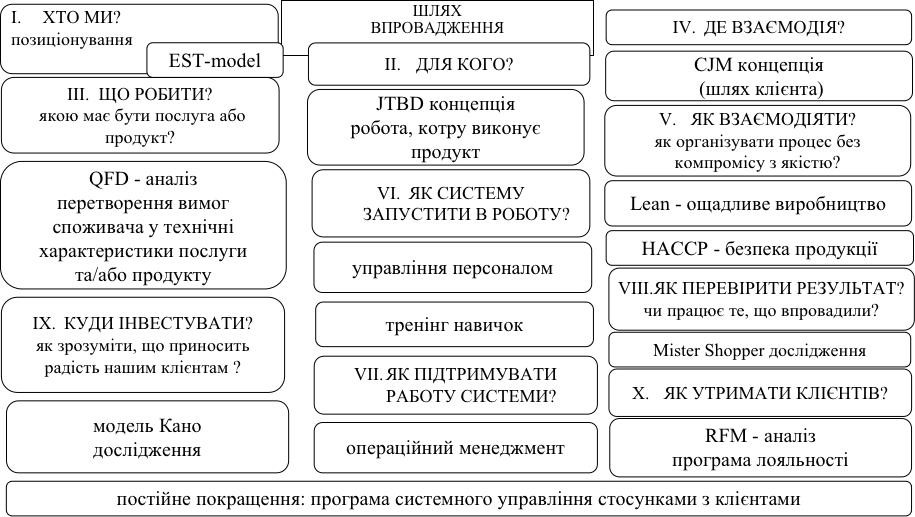 ШЛЯХ
ВПРОВАДЖЕННЯ
I. ХТО МИ?
позиціонування
EST-model
II. ДЛЯ КОГО?
JTBD концепція
робота, котру виконує
продукт
III. ЩО РОБИТИ?
якою має бути послуга або
продукт?
QFD - аналіз
перетворення вимог
споживача у технічні
характеристики послуги
та/або продукту
IV. ДЕ ВЗАЄМОДІЯ?
CJM концепція
(шлях клієнта)
V. ЯК ВЗАЄМОДІЯТИ?
як організувати процес без
компромісу з якістю?
Lean - ощадливе виробництво
HACCP - безпека продукції
VI. ЯК СИСТЕМУ
ЗАПУСТИТИ В РОБОТУ?
управління персоналом
тренінг навичок
VII. ЯК ПІДТРИМУВАТИ
РАБОТУ СИСТЕМИ?
операційний менеджмент
VIII. ЯК ПЕРЕВІРИТИ РЕЗУЛЬТАТ?
чи працює те, що впровадили?
Mister Shopper дослідження
IX. КУДИ ІНВЕСТУВАТИ?
як зрозуміти, що приносить
радість нашим клієнтам ?
модель Кано
дослідження
X. ЯК УТРИМАТИ КЛІЄНТІВ?
RFM - аналіз
програма лояльності
постійне покращення: програма системного управління стосунками з клієнтами